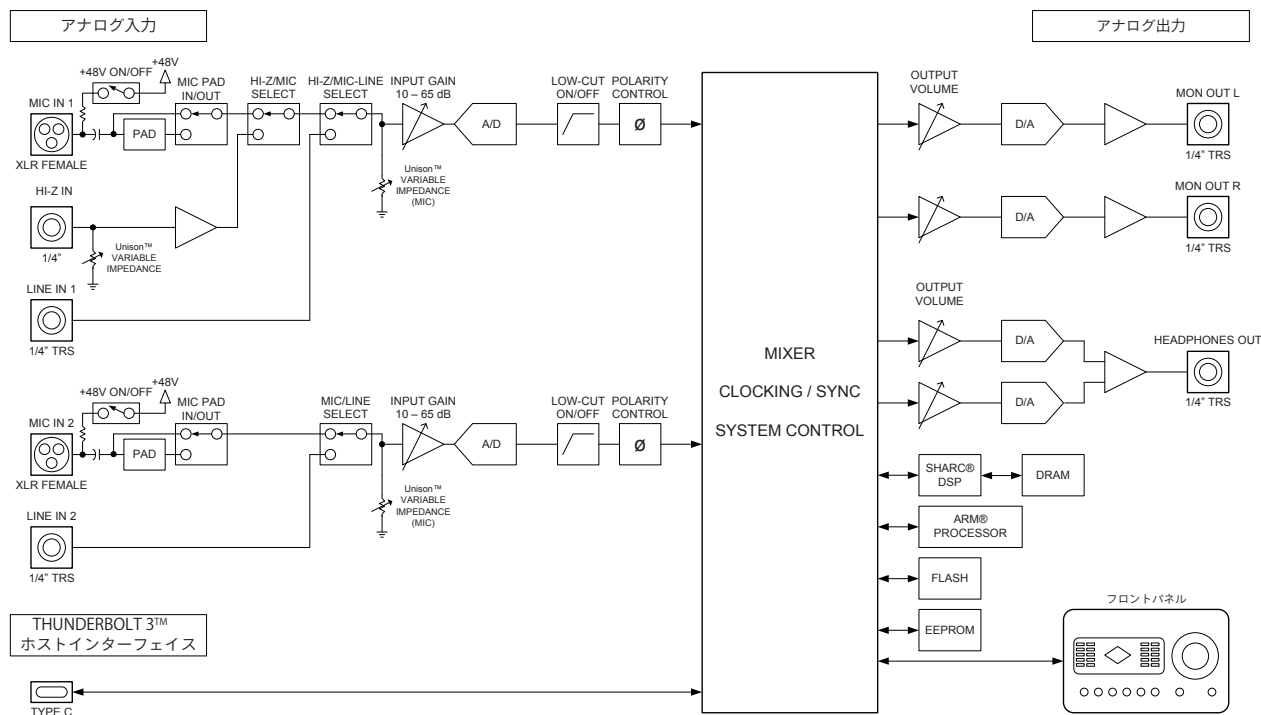 アナログ入力
アナログ出力
+48V
+48V ON/OFF
MIC PAD
IN/OUT
HI-Z/MIC
SELECT
HI-Z/MIC-LINE
SELECT
INPUT GAIN
10 – 65 dB
LOW-CUT
ON/OFF
POLARITY
CONTROL
MIC IN 1
PAD
A/D
Ø
XLR FEMALE
Unison™
VARIABLE
IMPEDANCE
(MIC)
HI-Z IN
1/4"
Unison™
VARIABLE
IMPEDANCE
LINE IN 1
1/4" TRS
+48V
+48V ON/OFF
MIC PAD
IN/OUT
MIC/LINE
SELECT
INPUT GAIN
10 – 65 dB
LOW-CUT
ON/OFF
POLARITY
CONTROL
MIC IN 2
PAD
A/D
Ø
XLR FEMALE
Unison™
VARIABLE
IMPEDANCE
(MIC)
LINE IN 2
1/4" TRS
THUNDERBOLT 3™
ホストインターフェイス
TYPE C
MIXER
CLOCKING / SYNC
SYSTEM CONTROL
OUTPUT
VOLUME
D/A
MON OUT L
1/4" TRS
D/A
MON OUT R
1/4" TRS
OUTPUT
VOLUME
D/A
D/A
HEADPHONES OUT
1/4" TRS
SHARC®
DSP
DRAM
ARM®
PROCESSOR
FLASH
EEPROM
フロントパネル